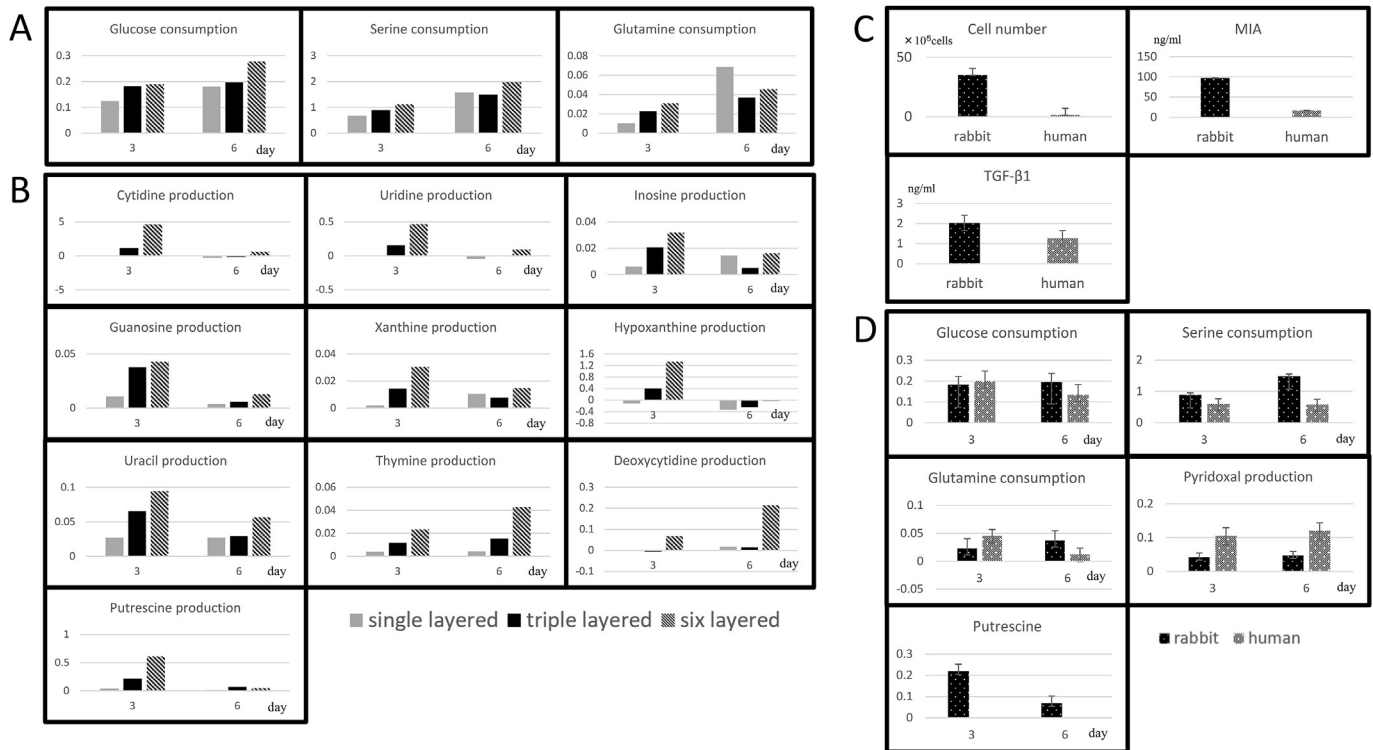 A
Glucose consumption
0.3
0.2
0.1
0
3
6
day
Serine consumption
3
2
1
0
3
6
day
Glutamine consumption
0.08
0.06
0.04
0.02
0
3
6
day
B
Cytidine production
5
0
-5
3
6
day
Uridine production
0.5
0
-0.5
3
6
day
Inosine production
0.04
0.02
0
3
6
day
Guanosine production
0.05
0
3
6
day
Xanthine production
0.04
0.02
0
3
6
day
Hypoxanthine production
1.6
1.2
0.8
0.4
0
-0.4
-0.8
3
6
day
Uracil production
0.1
0.05
0
3
6
day
Thymine production
0.06
0.04
0.02
0
3
6
day
Deoxycytidine production
0.3
0.2
0.1
0
-0.1
3
6
day
Putrescine production
1
0.5
0
3
6
day
single layered
triple layered
six layered
C
Cell number
50
0
rabbit
human
MIA
ng/ml
150
100
50
0
rabbit
human
TGF-β1
ng/ml
3
2
1
0
rabbit
human
D
Glucose consumption
0.3
0.2
0.1
0
3
6
day
Serine consumption
2
1
0
3
6
day
Glutamine consumption
0.1
0.05
0
-0.05
3
6
day
Pyridoxal production
0.2
0.1
0
3
6
day
Putrescine
0.3
0.2
0.1
0
3
6
day
rabbit
human